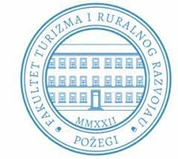 FAKULTET TURIZMA I RURALNOG RAZVOJA U
POŽEGI
MMXXII